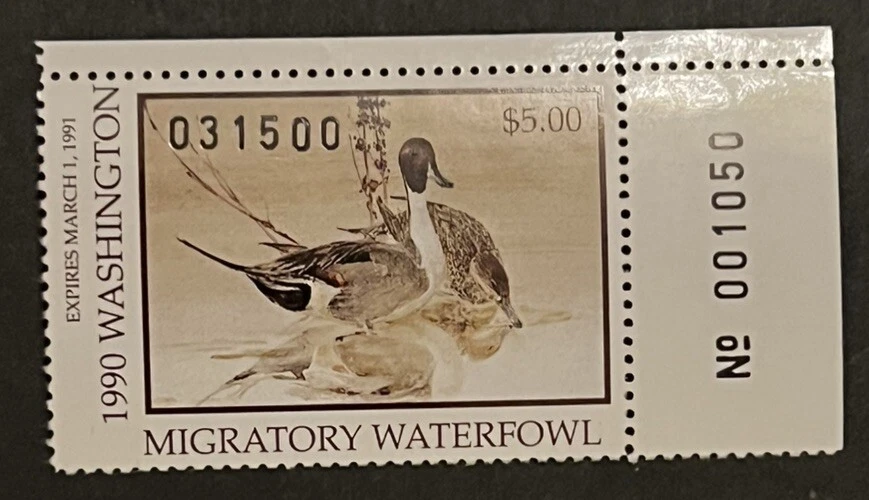 EXPIRES MARCH 1, 1991
1990 WASHINGTON
031500
$5.00
MIGRATORY WATERFOWL
Nº 001050